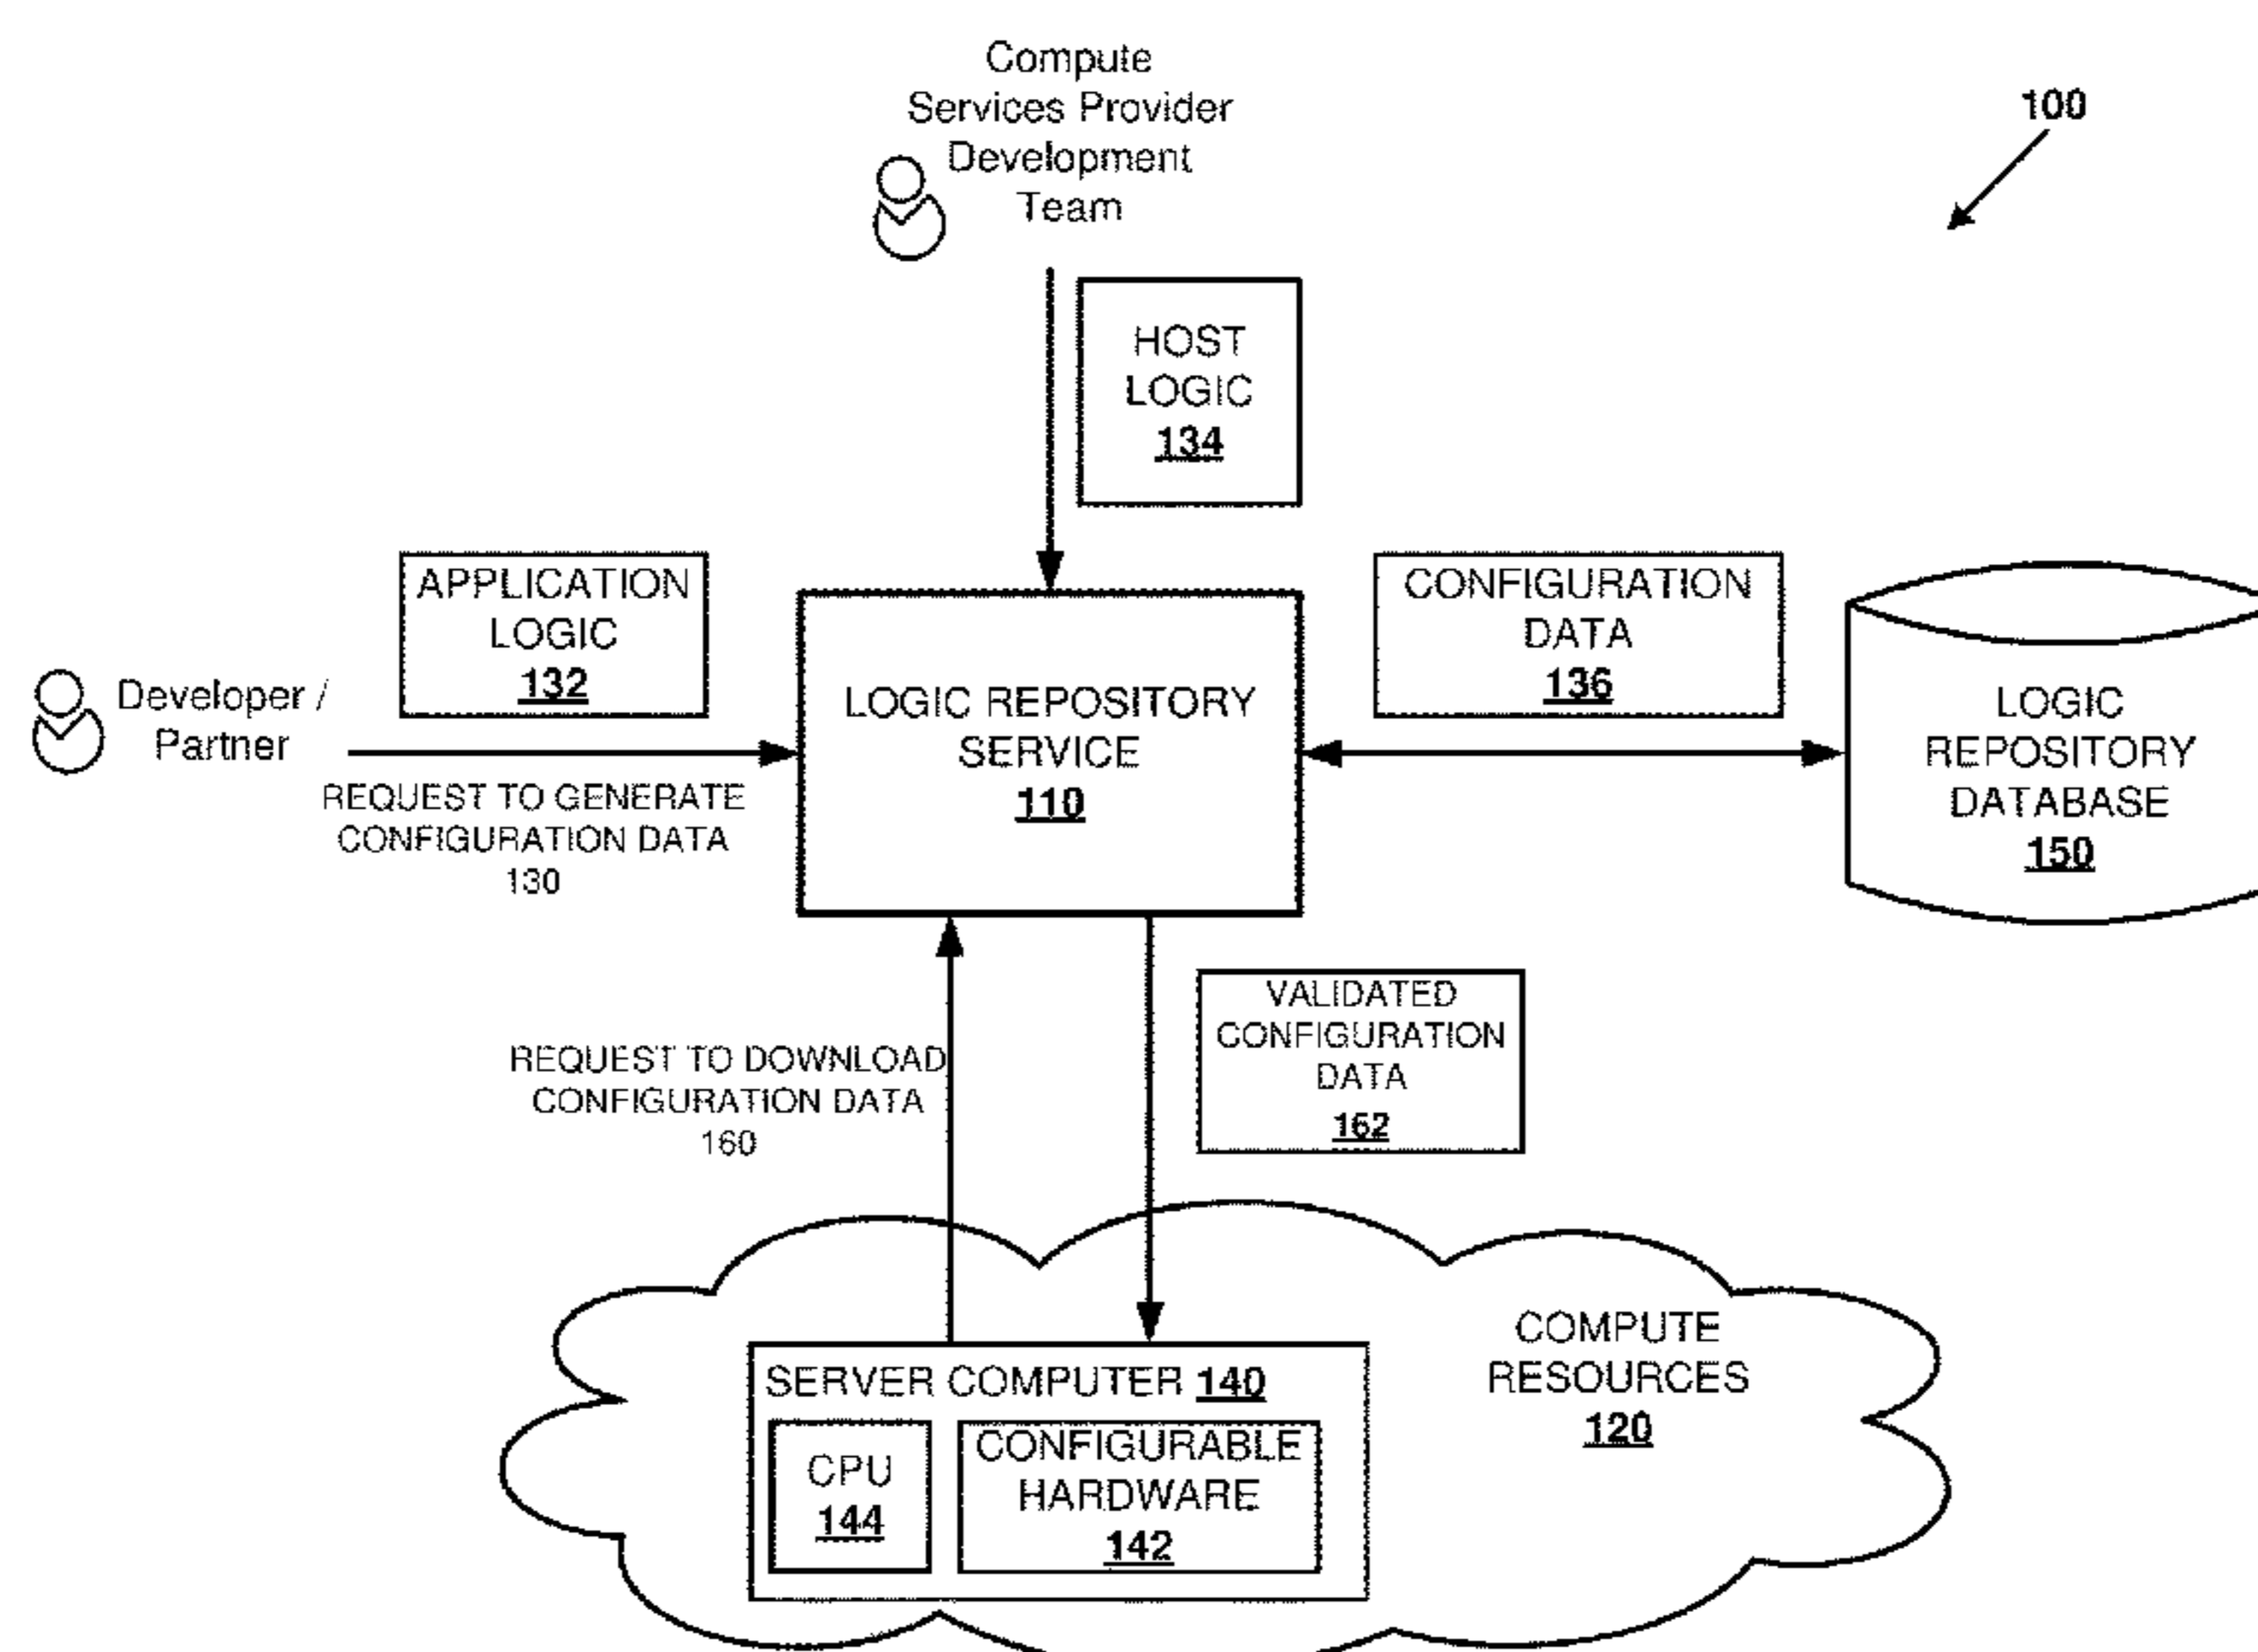 Compute
Services Provider
Development
Team
100
HOST
LOGIC
134
APPLICATION
LOGIC
132
CONFIGURATION
DATA
136
Developer /
Partner
LOGIC REPOSITORY
SERVICE
110
LOGIC
REPOSITORY
DATABASE
150
REQUEST TO GENERATE
CONFIGURATION DATA
130
VALIDATED
CONFIGURATION
DATA
162
REQUEST TO DOWNLOAD
CONFIGURATION DATA
160
COMPUTE
RESOURCES
120
SERVER COMPUTER 140
CPU
144
CONFIGURABLE
HARDWARE
142